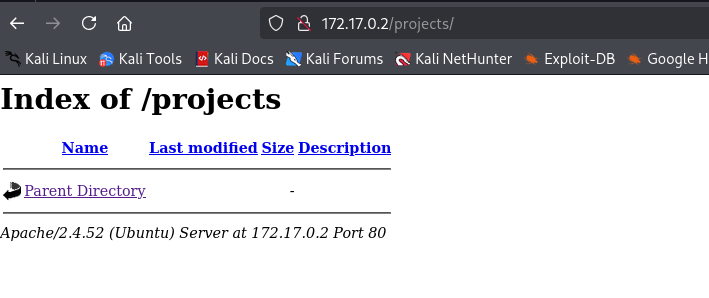 172.17.0.2/projects/
Kali Linux Kali Tools Kali Docs Kali Forums Kali NetHunter Exploit-DB Google H
Index of /projects
Name Last modified Size Description
Parent Directory -
Apache/2.4.52 (Ubuntu) Server at 172.17.0.2 Port 80